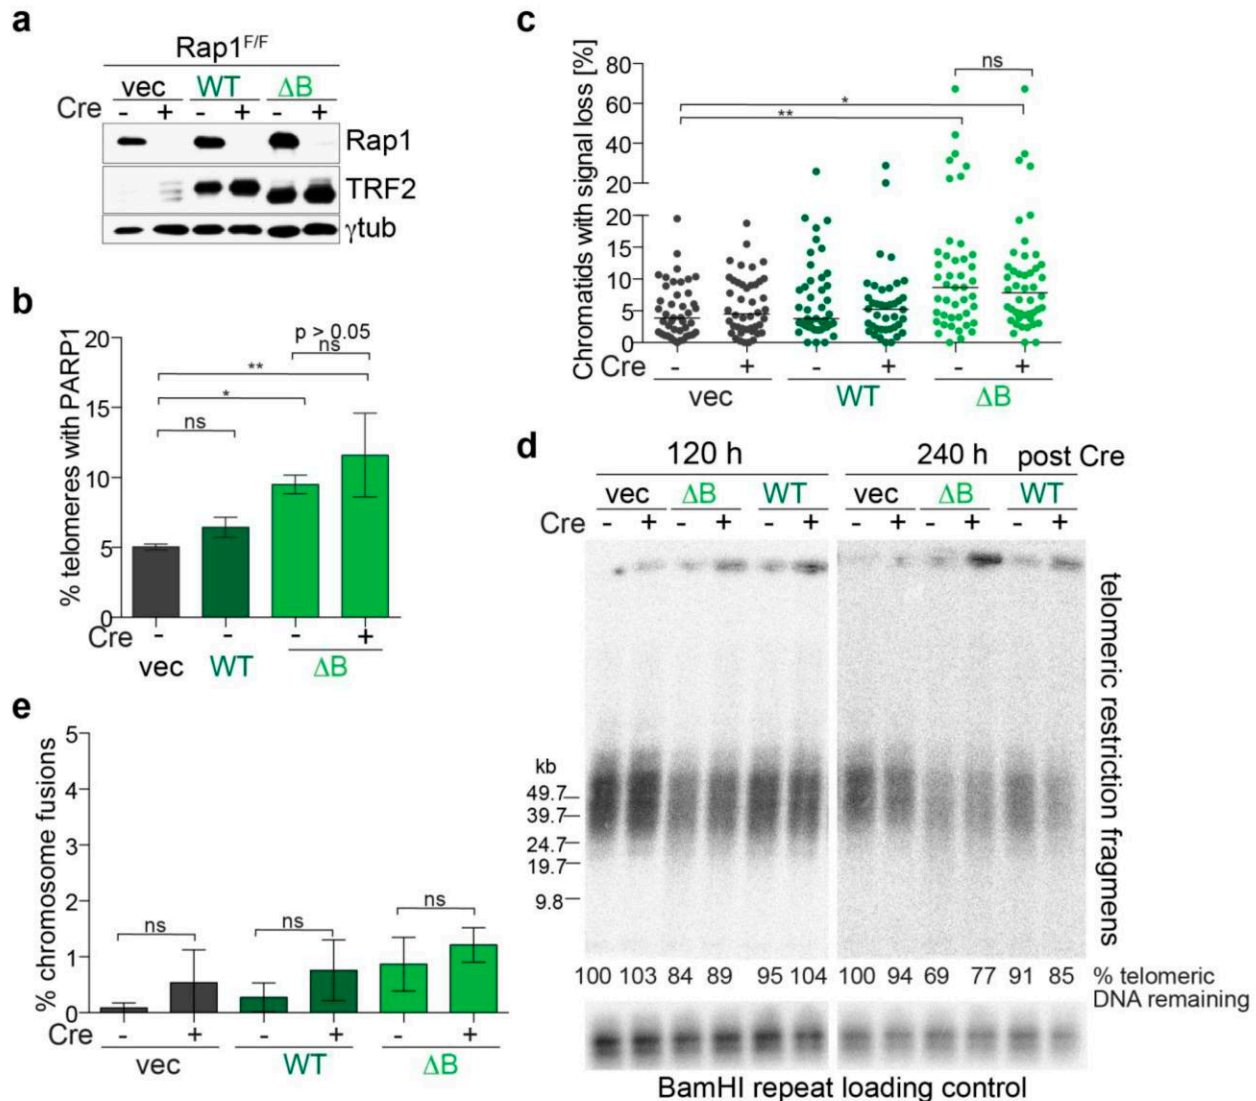 a
Rap1F/F
vec WT ΔB
Cre - + - + - +
Rap1
TRF2
γtub
b
% telomeres with PARP1
20
15
10
5
0
p > 0.05
ns
**
*
ns
Cre - - - +
vec WT ΔB
c
Chromatids with signal loss [%]
80
60
40
20
20
15
10
5
0
ns
*
**
Cre - + - + - +
vec WT ΔB
d
120 h 240 h post Cre
vec ΔB WT vec ΔB WT
Cre - + - + - + - + - + - +
kb
49.7
39.7
24.7
19.7
9.8
telomeric restriction fragmens
100 103 84 89 95 104 100 94 69 77 91 85 % telomeric
DNA remaining
BamHI repeat loading control
e
% chromosome fusions
5
4
3
2
1
0
ns ns ns
Cre - + - + - +
vec WT ΔB